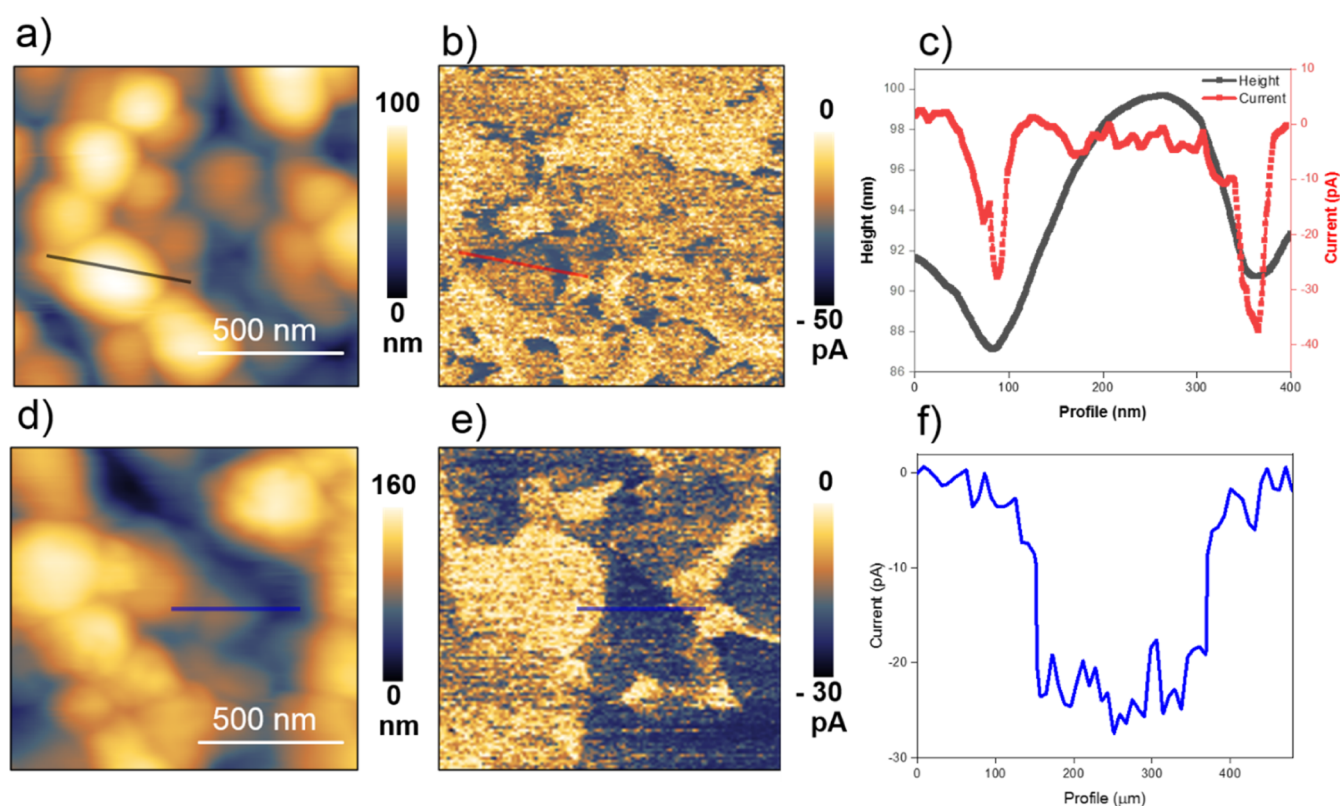 a)
100
0
nm
500 nm
b)
0
- 50
pA
c)
Height
Current
100
98
96
94
92
90
88
86
Height (nm)
10
0
-10
-20
-30
-40
Current (pA)
0
100
200
300
400
Profile (nm)
d)
160
0
nm
500 nm
e)
0
- 30
pA
f)
0
-10
-20
-30
Current (pA)
0
100
200
300
400
Profile (μm)